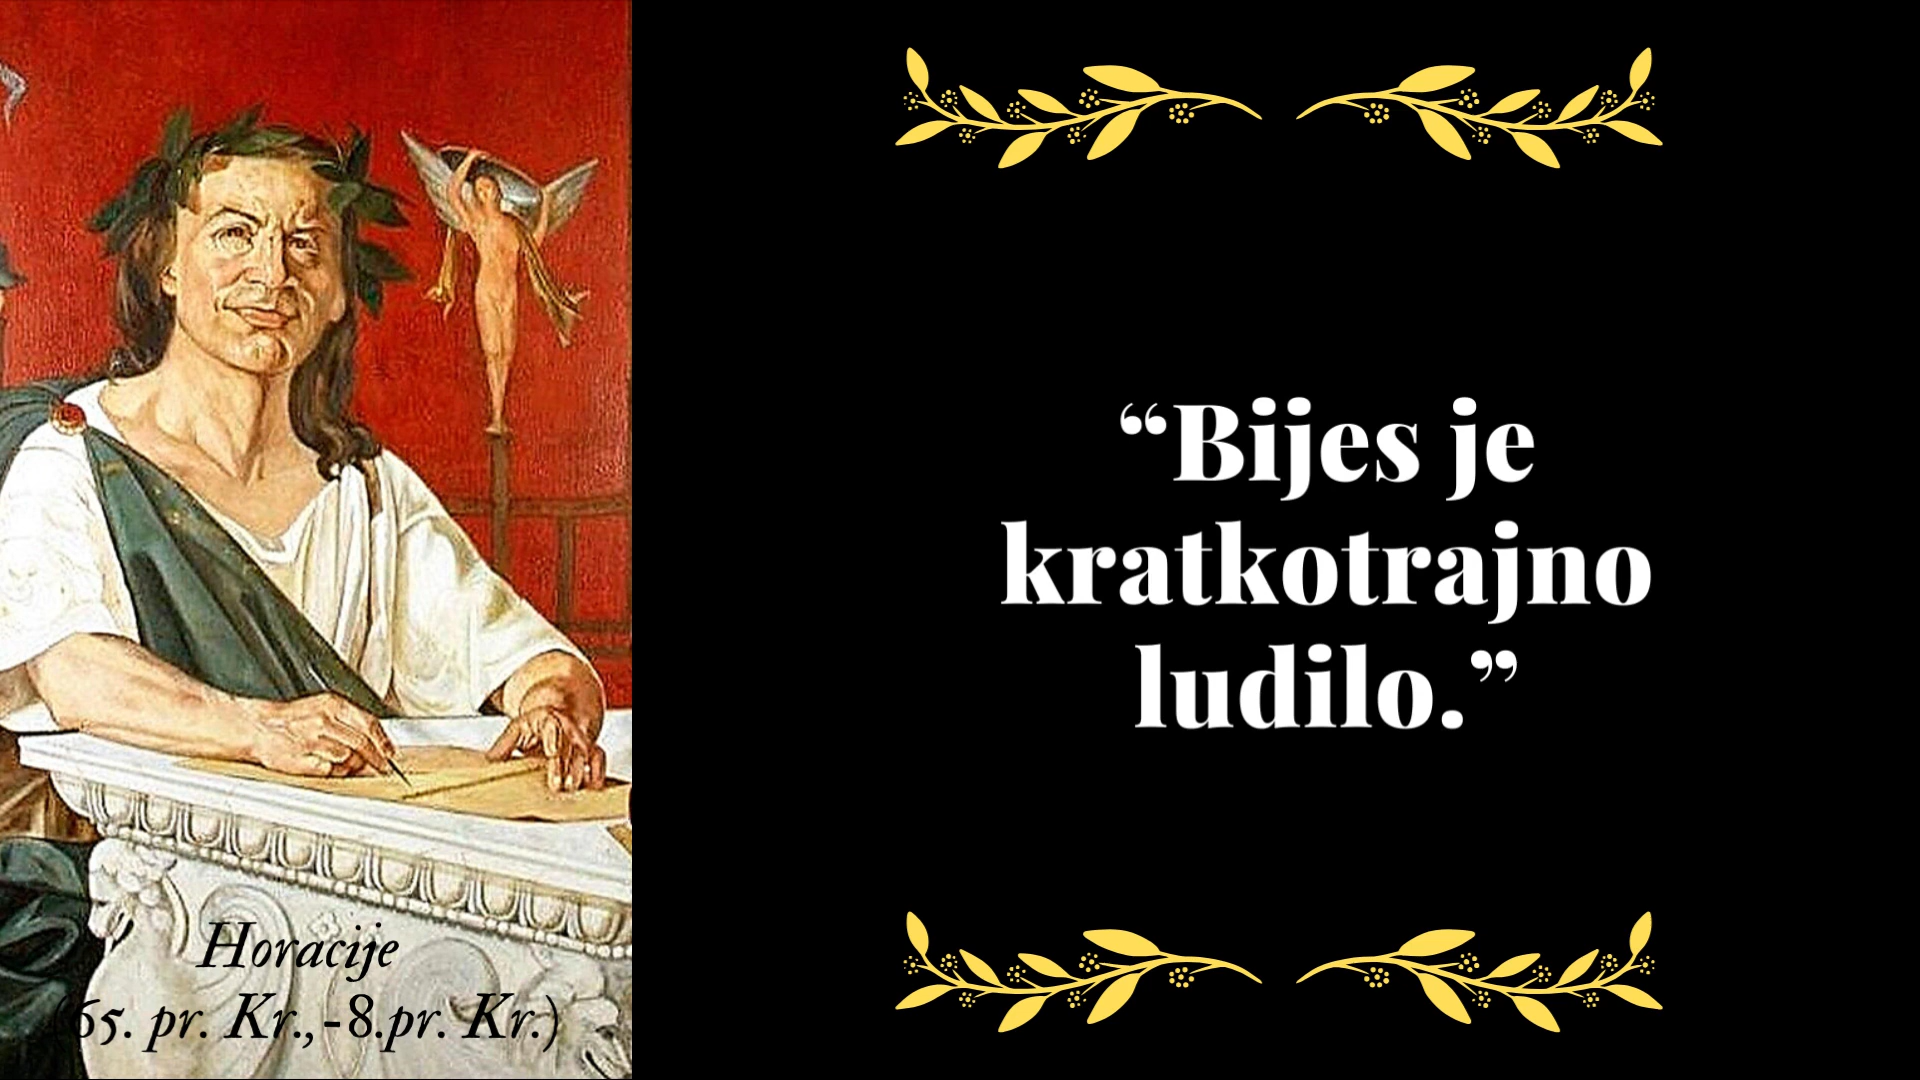 “Bijes je
kratkotrajno
ludilo.”
Horacije
(65. pr. Kr.,-8.pr. Kr.)